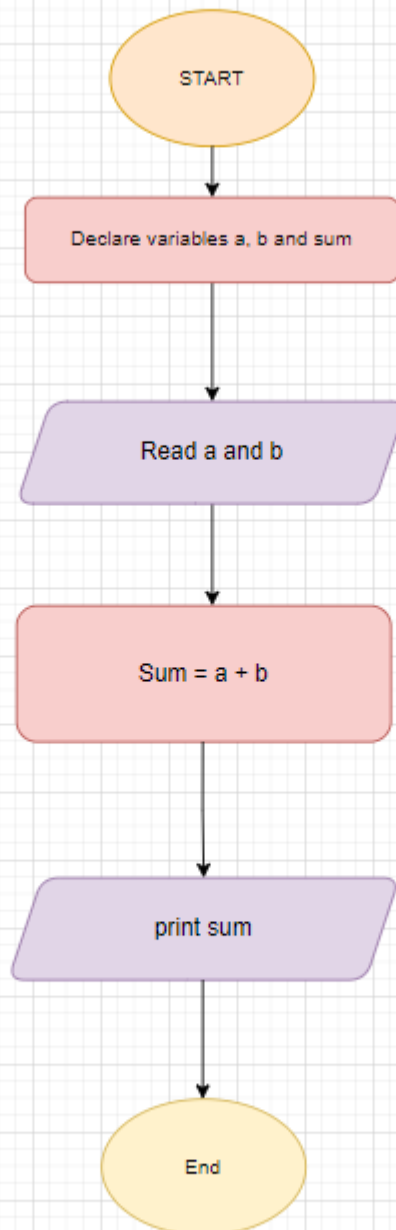 START
Declare variables a, b and sum
Read a and b
Sum = a + b
print sum
End